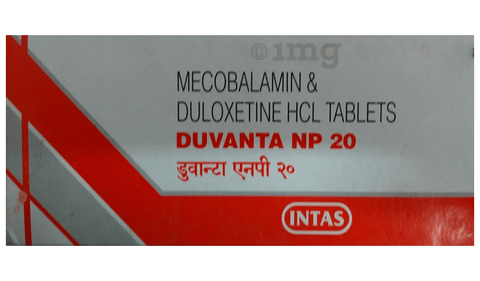 ©1mg
MECOBALAMIN &
DULOXETINE HCL TABLETS
DUVANTA NP 20
डुवान्टा एनपी २०
INTAS